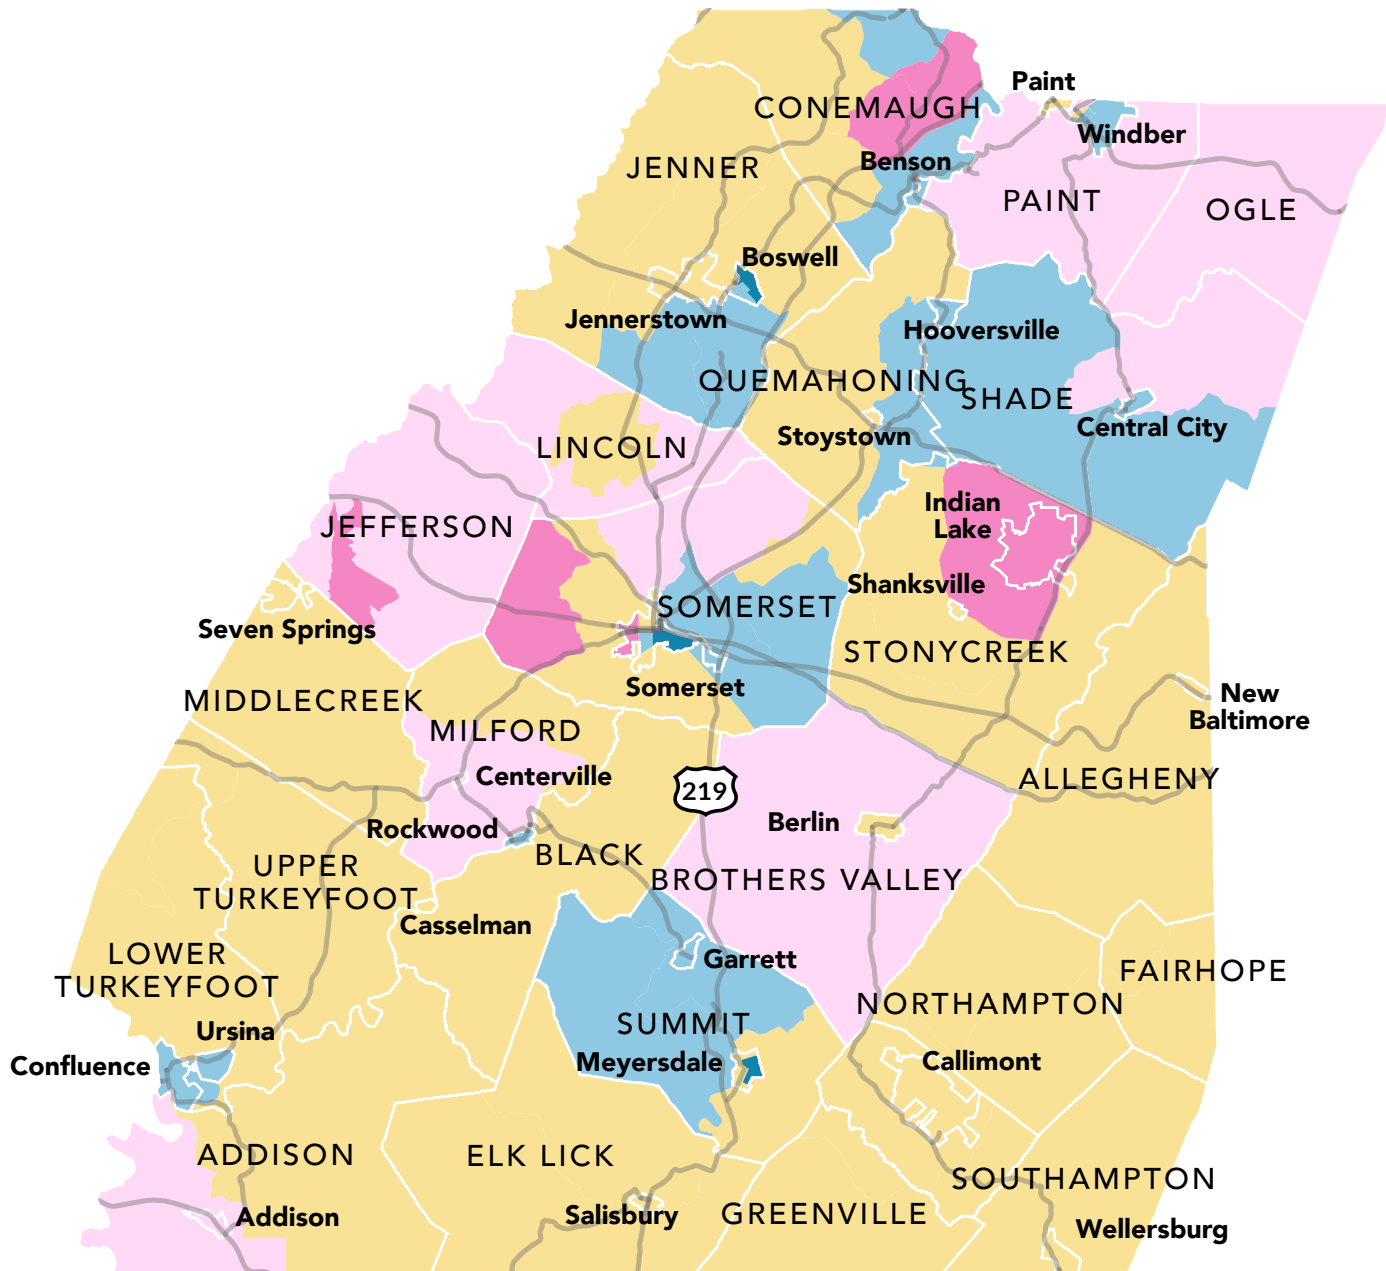 Paint
CONEMAUGH
Windber
Benson
JENNER
PAINT
OGLE
Boswell
Jennerstown
Hooversville
QUEMAHONING
SHADE
Central City
Stoystown
LINCOLN
Indian
Lake
JEFFERSON
Shanksville
SOMERSET
Seven Springs
STONYCREEK
Somerset
MIDDLECREEK
New
Baltimore
MILFORD
Centerville
ALLEGHENY
219
Berlin
Rockwood
BLACK
UPPER
TURKEYFOOT
BROTHERS VALLEY
Casselman
LOWER
TURKEYFOOT
Garrett
FAIRHOPE
NORTHAMPTON
SUMMIT
Ursina
Confluence
Meyersdale
Callimont
ADDISON
ELK LICK
SOUTHAMPTON
Addison
Salisbury
GREENVILLE
Wellersburg